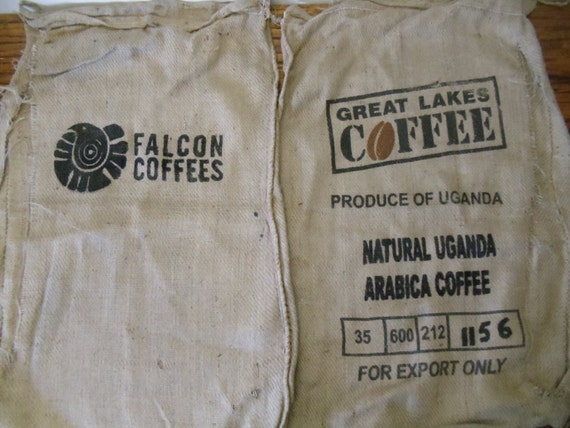 FALCON
COFFEES
GREAT LAKES
COFFEE
PRODUCE OF UGANDA
NATURAL UGANDA
ARABICA COFFEE
35 600 212 1156
FOR EXPORT ONLY